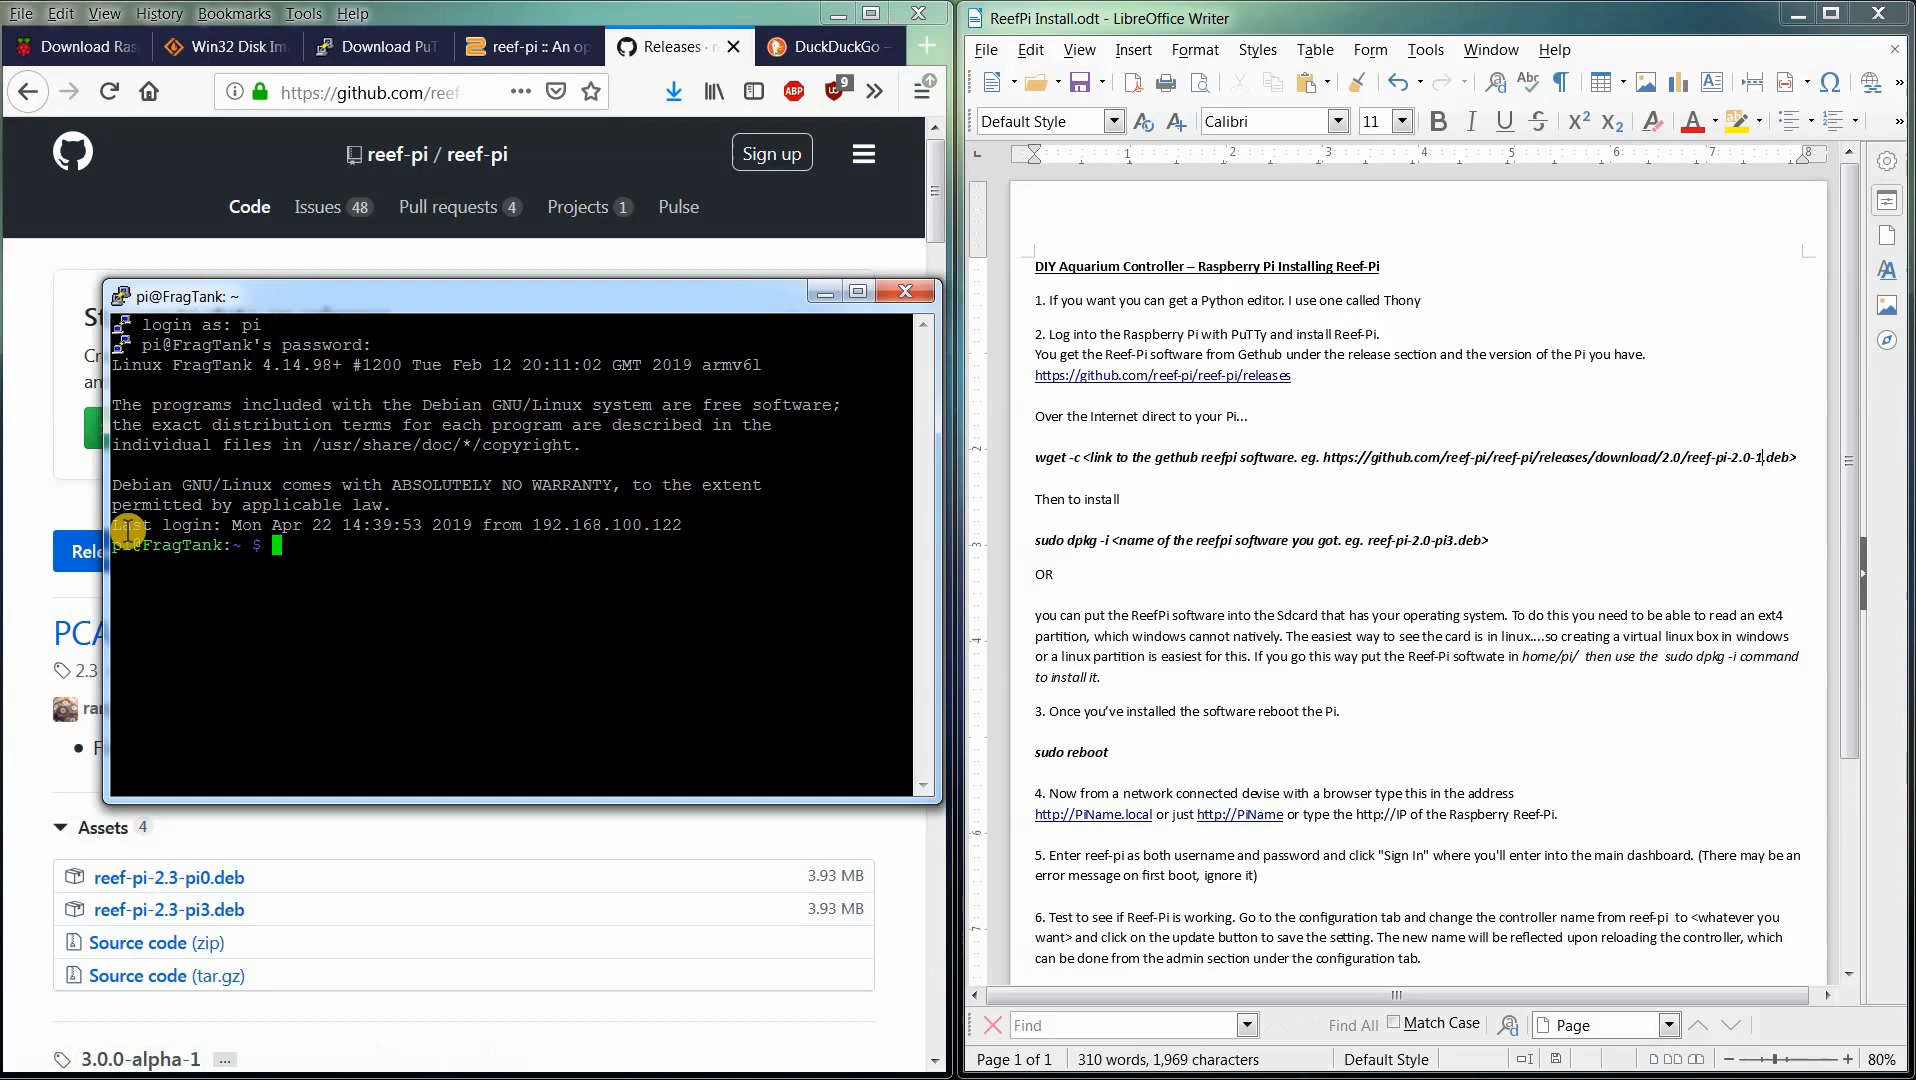 File Edit View History Bookmarks Tools Help
Download Ras
Win32 Disk Im
Download PuT
reef-pi :: An op
Releases ·
DuckDuckGo —
https://github.com/reef
ABP
9
reef-pi / reef-pi
Sign up
Code Issues 48 Pull requests 4 Projects 1 Pulse
St
Cr
an
Rele
PCA
2.3
ran
F
pi@FragTank: ~
login as: pi
pi@FragTank's password:
Linux FragTank 4.14.98+ #1200 Tue Feb 12 20:11:02 GMT 2019 armv6l
The programs included with the Debian GNU/Linux system are free software;
the exact distribution terms for each program are described in the
individual files in /usr/share/doc/*/copyright.
Debian GNU/Linux comes with ABSOLUTELY NO WARRANTY, to the extent
permitted by applicable law.
Last login: Mon Apr 22 14:39:53 2019 from 192.168.100.122
pi@FragTank:~ $
Assets 4
reef-pi-2.3-pi0.deb 3.93 MB
reef-pi-2.3-pi3.deb 3.93 MB
Source code (zip)
Source code (tar.gz)
3.0.0-alpha-1 ...
ReefPi Install.odt - LibreOffice Writer
File Edit View Insert Format Styles Table Form Tools Window Help
Default Style Calibri 11
1 2 3 4 5 6 7 8
DIY Aquarium Controller – Raspberry Pi Installing Reef-Pi
1. If you want you can get a Python editor. I use one called Thony
2. Log into the Raspberry Pi with PuTTy and install Reef-Pi.
You get the Reef-Pi software from Gethub under the release section and the version of the Pi you have.
https://github.com/reef-pi/reef-pi/releases
Over the Internet direct to your Pi...
wget -c <link to the gethub reefpi software. eg. https://github.com/reef-pi/reef-pi/releases/download/2.0/reef-pi-2.0-1.deb>
Then to install
sudo dpkg -i <name of the reefpi software you got. eg. reef-pi-2.0-pi3.deb>
OR
you can put the ReefPi software into the Sdcard that has your operating system. To do this you need to be able to read an ext4
partition, which windows cannot natively. The easiest way to see the card is in linux....so creating a virtual linux box in windows
or a linux partition is easiest for this. If you go this way put the Reef-Pi softwate in home/pi/ then use the sudo dpkg -i command
to install it.
3. Once you've installed the software reboot the Pi.
sudo reboot
4. Now from a network connected devise with a browser type this in the address
http://PiName.local or just http://PiName or type the http://IP of the Raspberry Reef-Pi.
5. Enter reef-pi as both username and password and click "Sign In" where you'll enter into the main dashboard. (There may be an
error message on first boot, ignore it)
6. Test to see if Reef-Pi is working. Go to the configuration tab and change the controller name from reef-pi to <whatever you
want> and click on the update button to save the setting. The new name will be reflected upon reloading the controller, which
can be done from the admin section under the configuration tab.
Find Find All Match Case Page
Page 1 of 1 310 words, 1,969 characters Default Style 80%